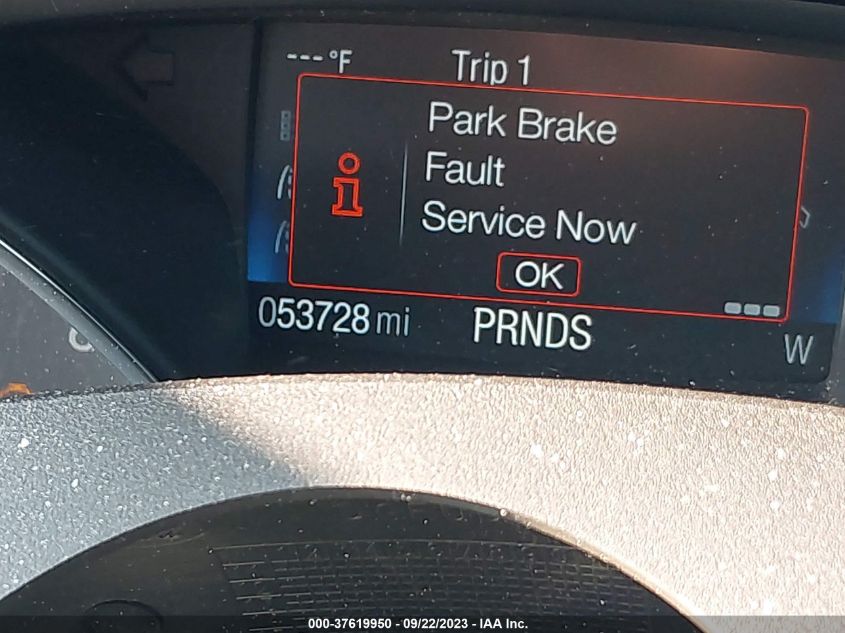 ---°F Trip 1
Park Brake
Fault
Service Now
OK
053728 mi PRNDS W
000-37619950 - 09/22/2023 - IAA Inc.